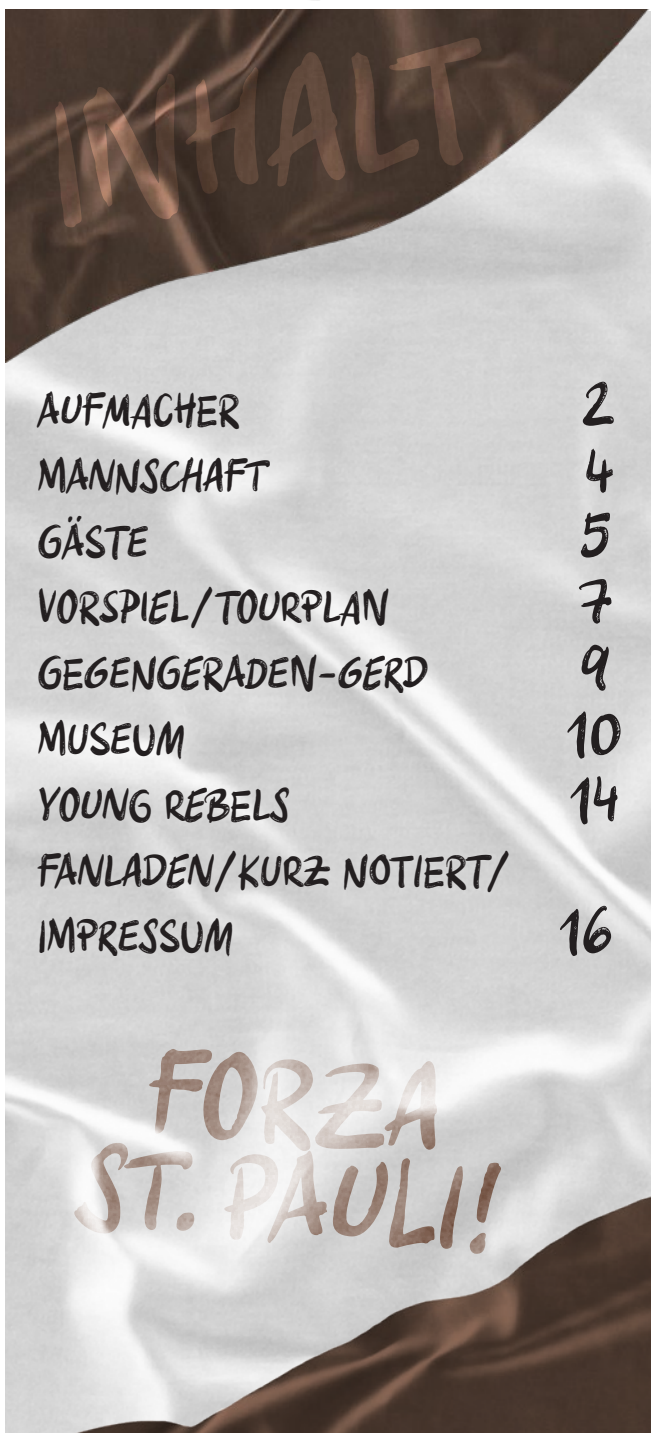 INHALT
AUFMACHER 2
MANNSCHAFT 4
GÄSTE 5
VORSPIEL/TOURPLAN 7
GEGENGERADEN-GERD 9
MUSEUM 10
YOUNG REBELS 14
FANLADEN/KURZ NOTIERT/
IMPRESSUM 16
FORZA
ST. PAULI!